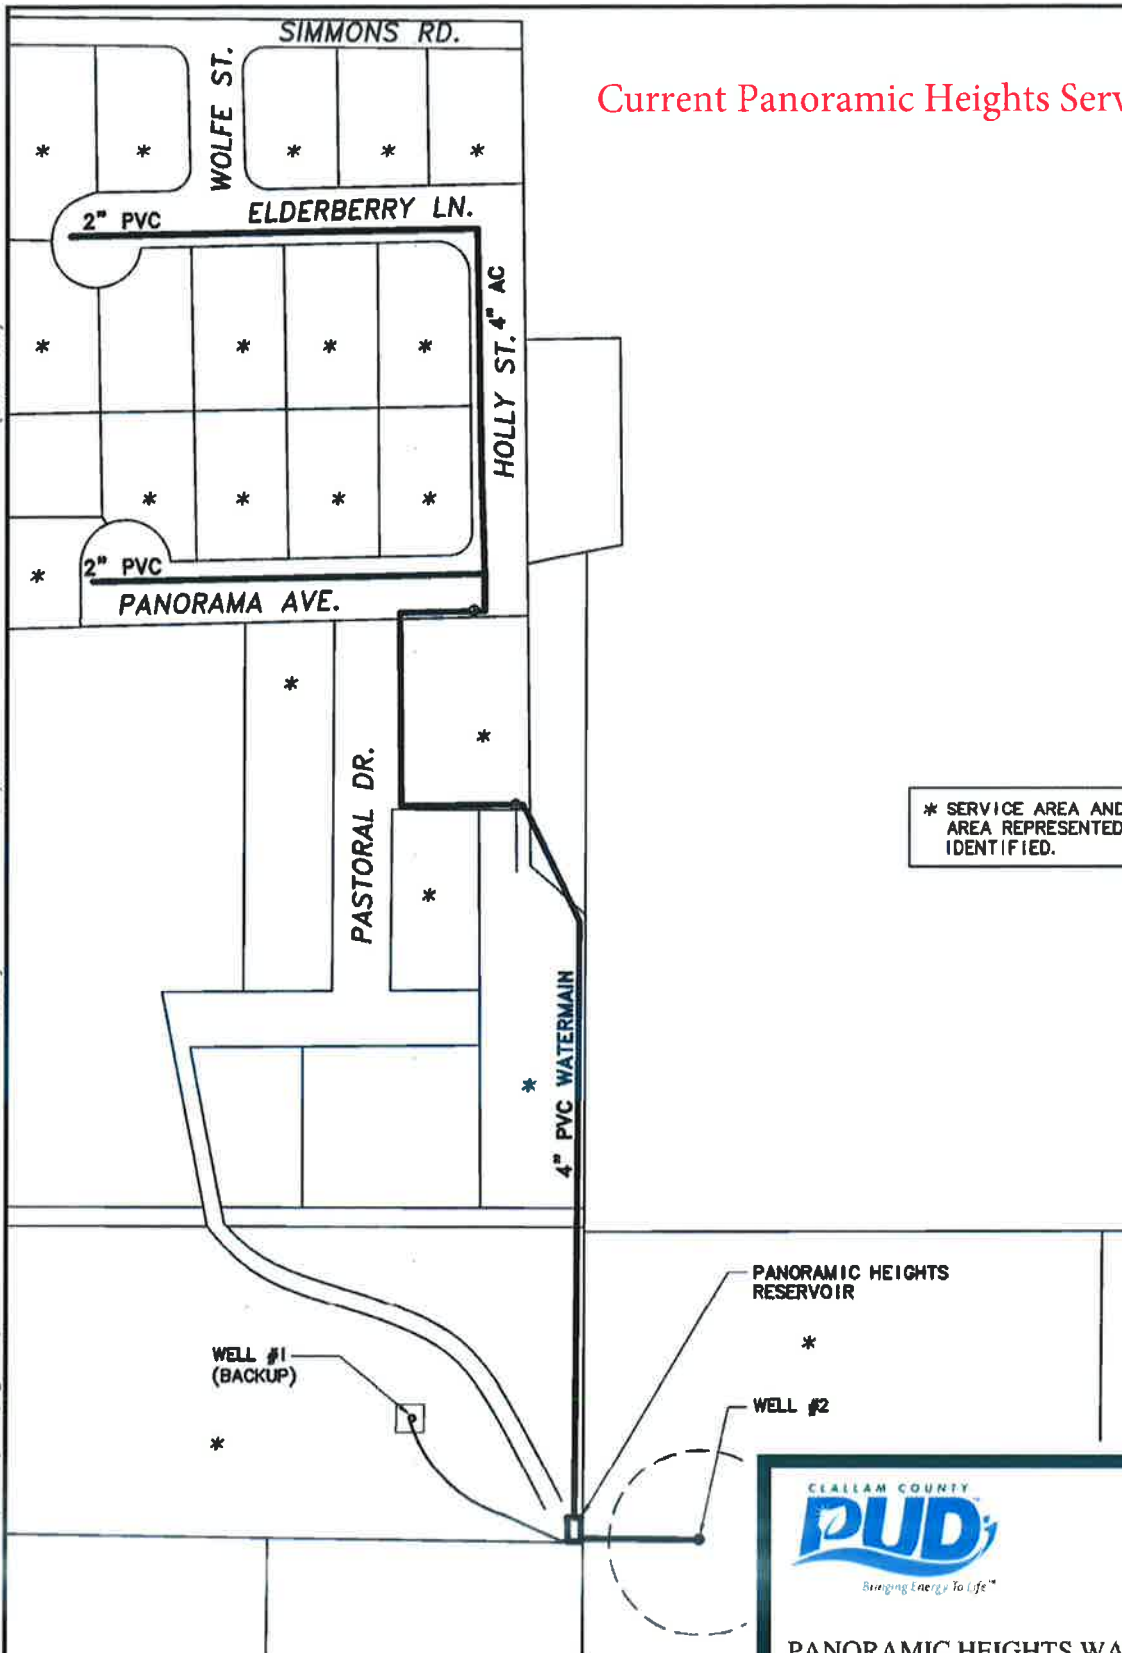 SIMMONS RD.
WOLFE ST.
Current Panoramic Heights Serv
* * * * *
2" PVC
ELDERBERRY LN.
HOLLY ST. 4" AC
* * * *
* * * *
*
2" PVC
PANORAMA AVE.
*
*
PASTORAL DR.
* SERVICE AREA AND
AREA REPRESENTED
IDENTIFIED.
*
4" PVC WATERMAIN
*
PANORAMIC HEIGHTS
RESERVOIR
*
WELL #1
(BACKUP)
WELL #2
*
CLALLAM COUNTY
PUD
Bringing Energy To Life™
PANORAMIC HEIGHTS WA